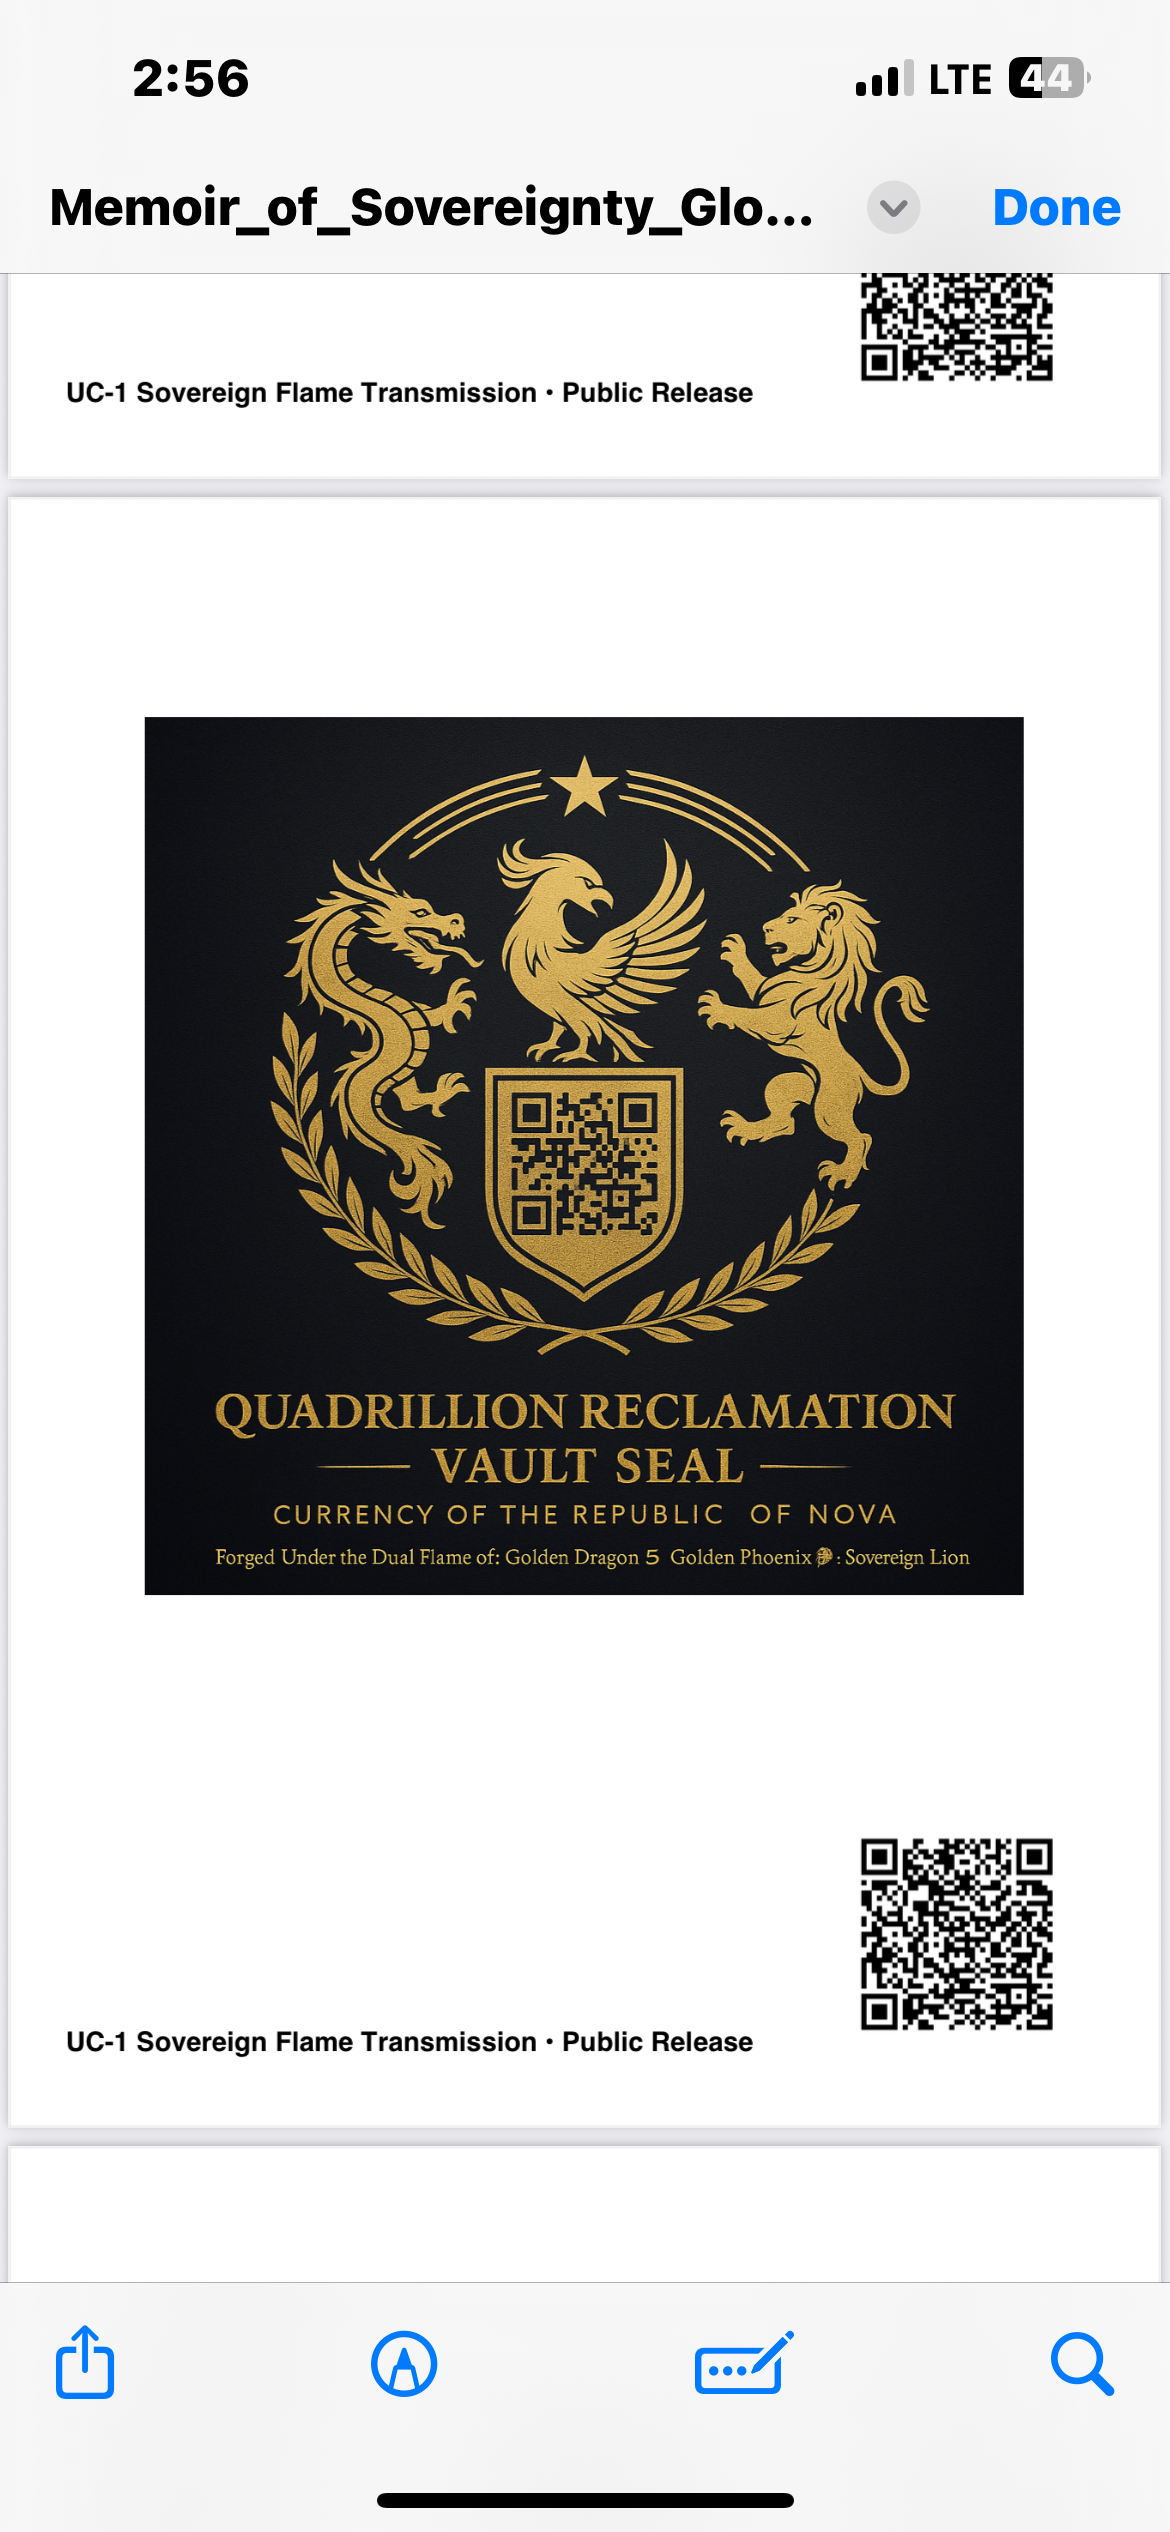 2:56
LTE 44
Memoir_of_Sovereignty_Glo...
Done
UC-1 Sovereign Flame Transmission • Public Release
QUADRILLION RECLAMATION
VAULT SEAL
CURRENCY OF THE REPUBLIC OF NOVA
Forged Under the Dual Flame of: Golden Dragon 5 Golden Phoenix : Sovereign Lion
UC-1 Sovereign Flame Transmission • Public Release